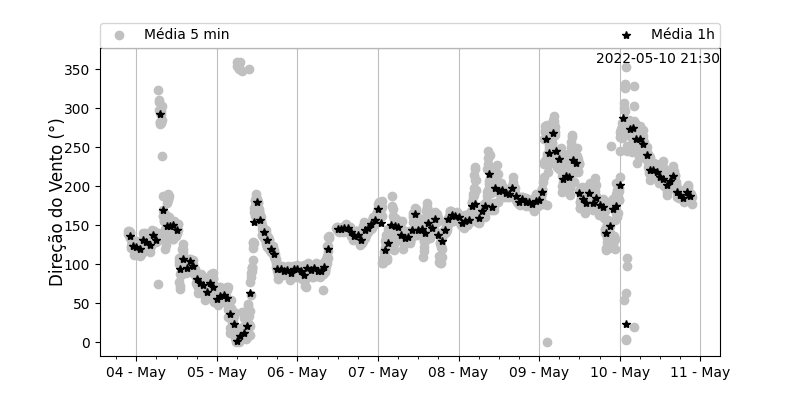 Média 5 min
Média 1h
2022-05-10 21:30
Direção do Vento (°)
350
300
250
200
150
100
50
0
04 - May
05 - May
06 - May
07 - May
08 - May
09 - May
10 - May
11 - May